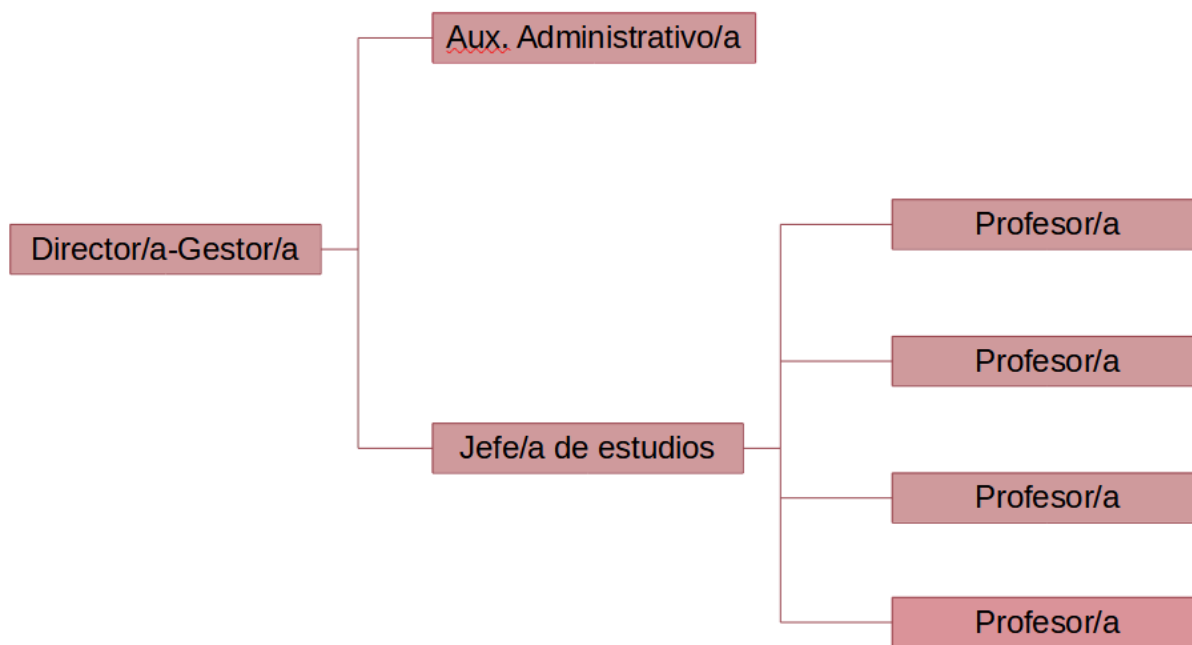 Aux. Administrativo/a
Director/a-Gestor/a
Jefe/a de estudios
Profesor/a
Profesor/a
Profesor/a
Profesor/a